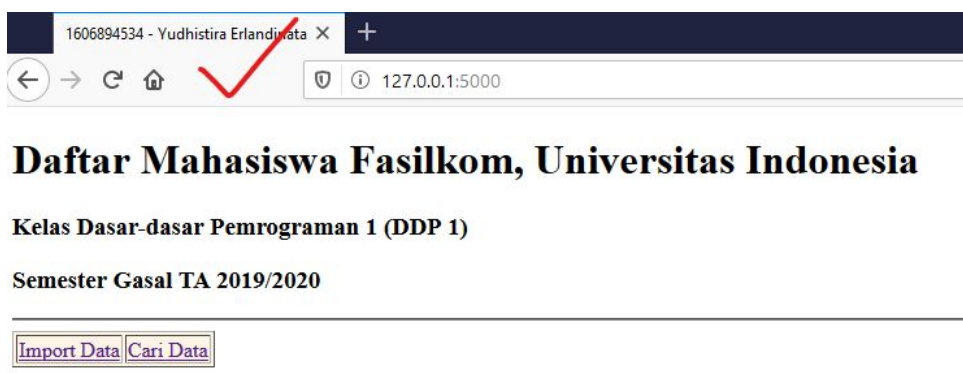 1606894534 - Yudhistira Erlandinata
127.0.0.1:5000
Daftar Mahasiswa Fasilkom, Universitas Indonesia
Kelas Dasar-dasar Pemrograman 1 (DDP 1)
Semester Gasal TA 2019/2020
Import Data Cari Data